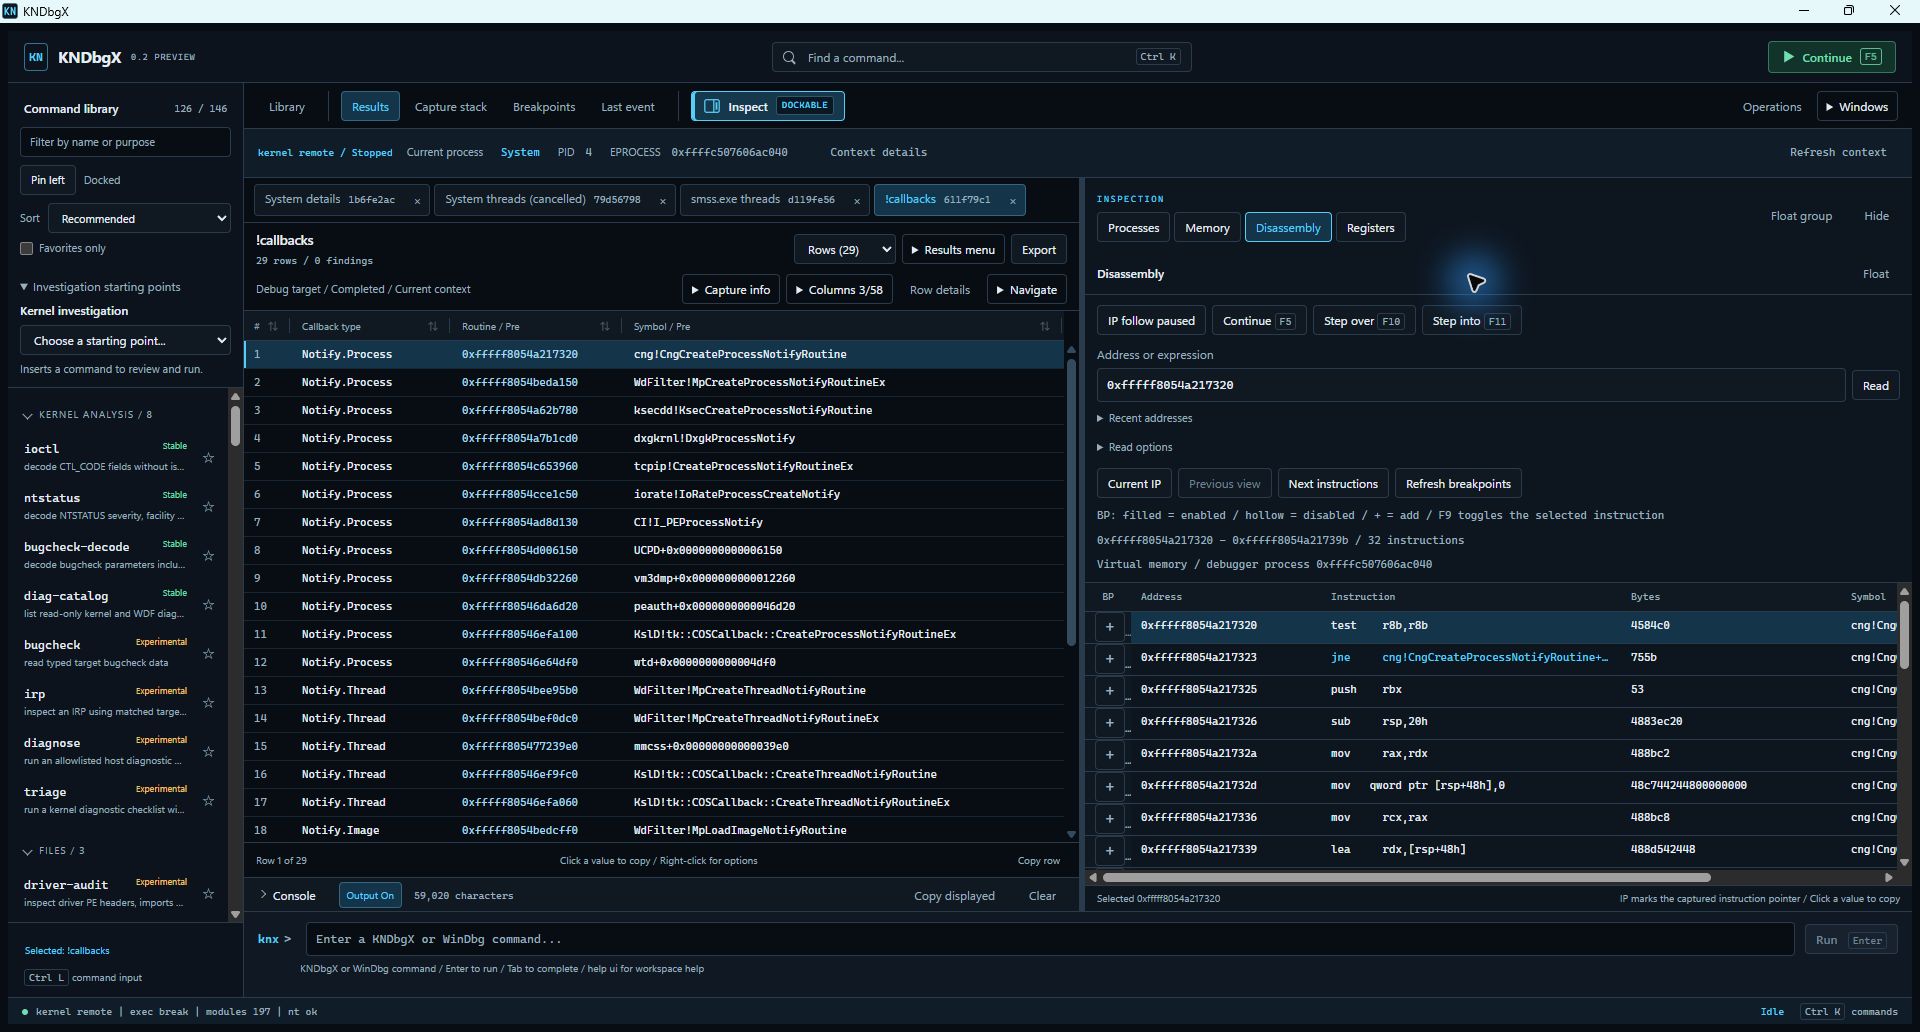 KN KNDbgX
KN KNDbgX 0.2 PREVIEW
Find a command... Ctrl K
Continue F5
Command library 126 / 146
Filter by name or purpose
Pin left Docked
Sort Recommended
Favorites only
Investigation starting points
Kernel investigation
Choose a starting point...
Inserts a command to review and run.
KERNEL ANALYSIS / 8
ioctl Stable
decode CTL_CODE fields without is...
ntstatus Stable
decode NTSTATUS severity, facility ...
bugcheck-decode Stable
decode bugcheck parameters inclu...
diag-catalog Stable
list read-only kernel and WDF diag...
bugcheck Experimental
read typed target bugcheck data
irp Experimental
inspect an IRP using matched targe...
diagnose Experimental
run an allowlisted host diagnostic ...
triage Experimental
run a kernel diagnostic checklist wi...
FILES / 3
driver-audit Experimental
inspect driver PE headers, imports ...
Selected: !callbacks
Ctrl L command input
Library Results Capture stack Breakpoints Last event Inspect DOCKABLE Operations Windows
kernel remote / Stopped Current process System PID 4 EPROCESS 0xffffc507606ac040 Context details Refresh context
System details 1b6fe2ac × System threads (cancelled) 79d56798 × smss.exe threads d119fe56 × !callbacks 611f79c1 ×
!callbacks
29 rows / 0 findings
Rows (29) Results menu Export
Debug target / Completed / Current context
Capture info Columns 3/58 Row details Navigate
# Callback type Routine / Pre Symbol / Pre
1 Notify.Process 0xfffff8054a217320 cng!CngCreateProcessNotifyRoutine
2 Notify.Process 0xfffff8054beda150 WdFilter!MpCreateProcessNotifyRoutineEx
3 Notify.Process 0xfffff8054a62b780 ksecdd!KsecCreateProcessNotifyRoutine
4 Notify.Process 0xfffff8054a7b1cd0 dxgkrnl!DxgkProcessNotify
5 Notify.Process 0xfffff8054c653960 tcpip!CreateProcessNotifyRoutineEx
6 Notify.Process 0xfffff8054cce1c50 iorate!IoRateProcessCreateNotify
7 Notify.Process 0xfffff8054ad8d130 CI!I_PEProcessNotify
8 Notify.Process 0xfffff8054d006150 UCPD+0x0000000000006150
9 Notify.Process 0xfffff8054db32260 vm3dmp+0x0000000000012260
10 Notify.Process 0xfffff80546da6d20 peauth+0x0000000000046d20
11 Notify.Process 0xfffff80546efa100 KslD!tk::COSCallback::CreateProcessNotifyRoutineEx
12 Notify.Process 0xfffff80546e64df0 wtd+0x0000000000004df0
13 Notify.Thread 0xfffff8054bee95b0 WdFilter!MpCreateThreadNotifyRoutine
14 Notify.Thread 0xfffff8054bef0dc0 WdFilter!MpCreateThreadNotifyRoutineEx
15 Notify.Thread 0xfffff805477239e0 mmcss+0x00000000000039e0
16 Notify.Thread 0xfffff80546ef9fc0 KslD!tk::COSCallback::CreateThreadNotifyRoutine
17 Notify.Thread 0xfffff80546efa060 KslD!tk::COSCallback::CreateThreadNotifyRoutineEx
18 Notify.Image 0xfffff8054bedcff0 WdFilter!MpLoadImageNotifyRoutine
Row 1 of 29 Click a value to copy / Right-click for options Copy row
Console Output On 59,020 characters Copy displayed Clear
INSPECTION
Processes Memory Disassembly Registers Float group Hide
Disassembly Float
IP follow paused Continue F5 Step over F10 Step into F11
Address or expression
0xfffff8054a217320 Read
Recent addresses
Read options
Current IP Previous view Next instructions Refresh breakpoints
BP: filled = enabled / hollow = disabled / + = add / F9 toggles the selected instruction
0xfffff8054a217320 - 0xfffff8054a21739b / 32 instructions
Virtual memory / debugger process 0xffffc507606ac040
BP Address Instruction Bytes Symbol
+ ... 0xfffff8054a217320 test r8b,r8b 4584c0 cng!Cng
+ ... 0xfffff8054a217323 jne cng!CngCreateProcessNotifyRoutine+... 755b cng!Cng
+ ... 0xfffff8054a217325 push rbx 53 cng!Cng
+ ... 0xfffff8054a217326 sub rsp,20h 4883ec20 cng!Cng
+ ... 0xfffff8054a21732a mov rax,rdx 488bc2 cng!Cng
+ ... 0xfffff8054a21732d mov qword ptr [rsp+48h],0 48c744244800000000 cng!Cng
+ ... 0xfffff8054a217336 mov rcx,rax 488bc8 cng!Cng
+ ... 0xfffff8054a217339 lea rdx,[rsp+48h] 488d542448 cng!Cng
Selected 0xfffff8054a217320 IP marks the captured instruction pointer / Click a value to copy
knx > Enter a KNDbgX or WinDbg command... Run Enter
KNDbgX or WinDbg command / Enter to run / Tab to complete / help ui for workspace help
kernel remote | exec break | modules 197 | nt ok Idle Ctrl K commands